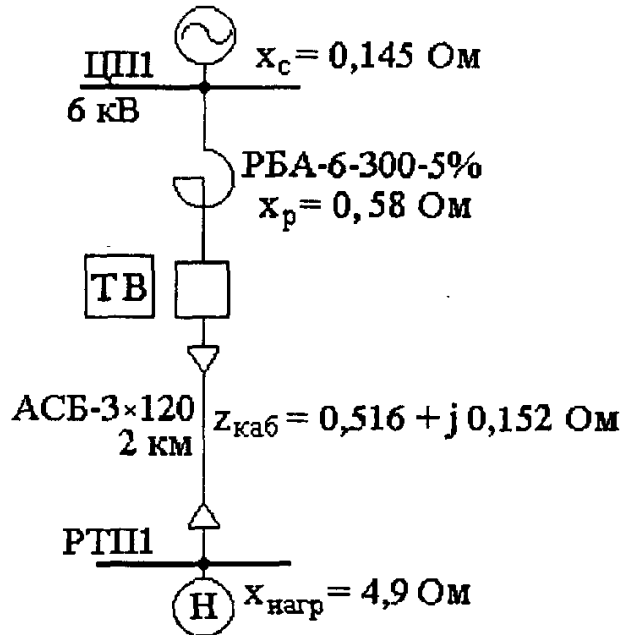 ЦП1
x_c = 0,145 Ом
6 кВ
РБА-6-300-5%
x_р = 0,58 Ом
ТВ
АСБ-3×120
2 км
z_каб = 0,516 + j 0,152 Ом
РТП1
Н
x_нагр = 4,9 Ом